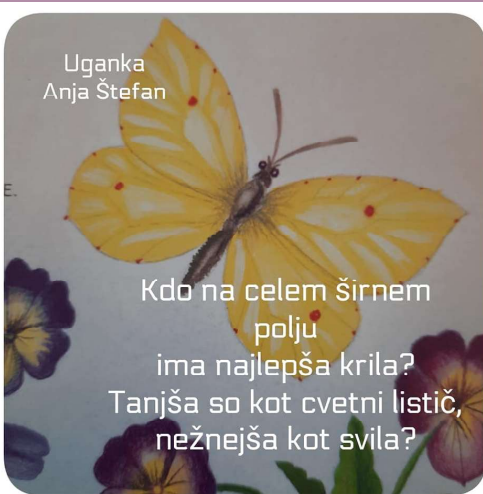 Uganka
Anja Štefan
E.
Kdo na celem širnem
polju
ima najlepša krila?
Tanjša so kot cvetni listič,
nežnejša kot svila?